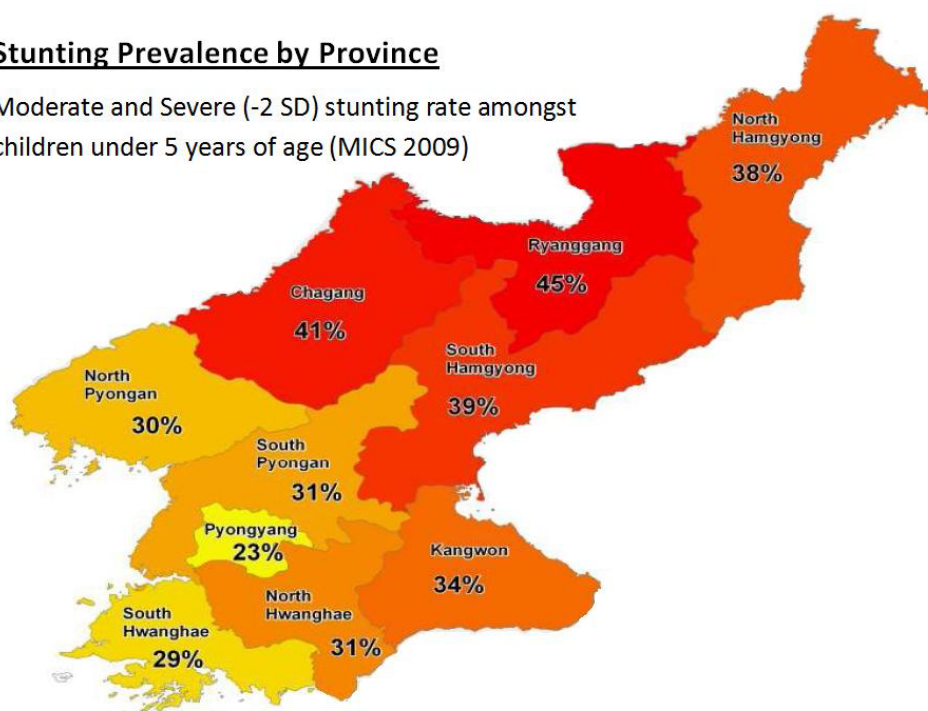 Stunting Prevalence by Province
Moderate and Severe (-2 SD) stunting rate amongst
children under 5 years of age (MICS 2009)
North
Hamgyong
38%
Ryanggang
45%
Chagang
41%
South
Hamgyong
39%
North
Pyongan
30%
South
Pyongan
31%
Pyongyang
23%
Kangwon
34%
North
Hwanghae
31%
South
Hwanghae
29%